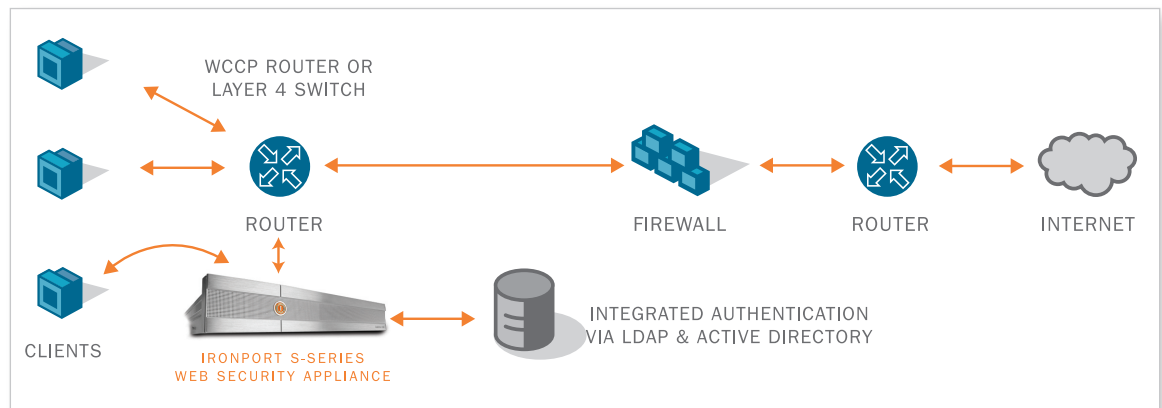 WCCP ROUTER OR
LAYER 4 SWITCH
ROUTER
FIREWALL
ROUTER
INTERNET
CLIENTS
IRONPORT S-SERIES
WEB SECURITY APPLIANCE
INTEGRATED AUTHENTICATION
VIA LDAP & ACTIVE DIRECTORY